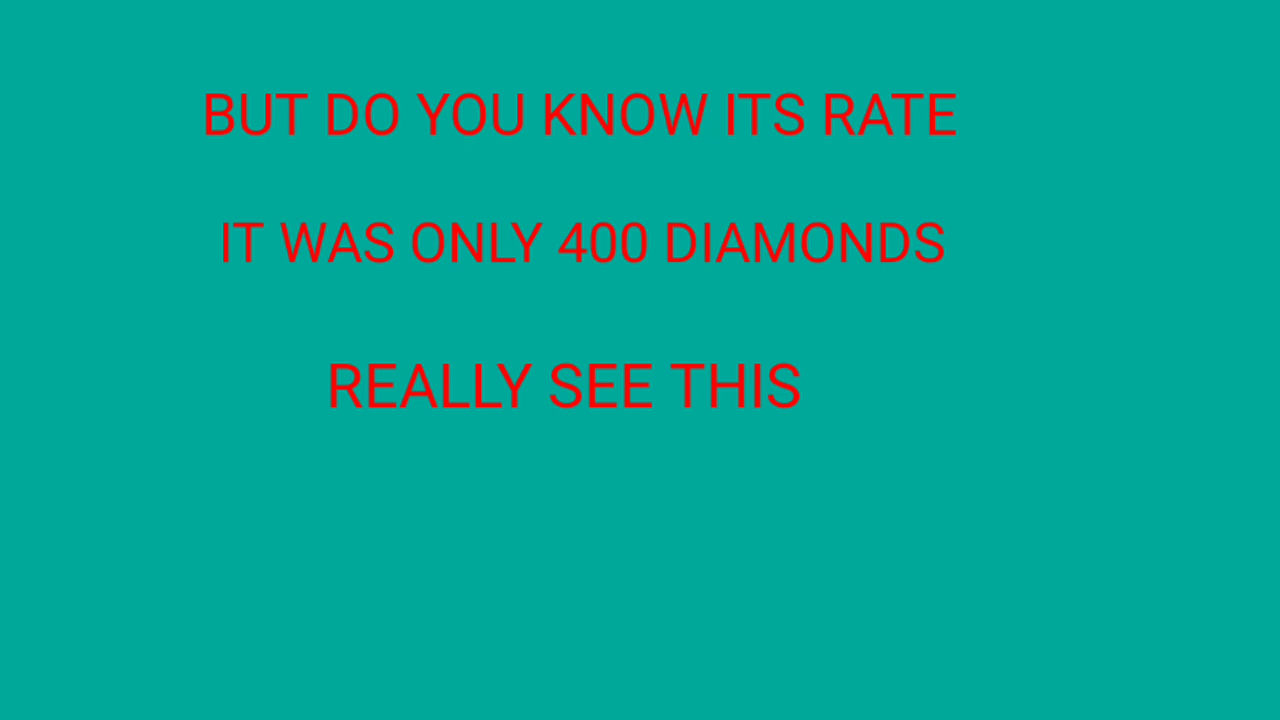 BUT DO YOU KNOW ITS RATE
IT WAS ONLY 400 DIAMONDS
REALLY SEE THIS